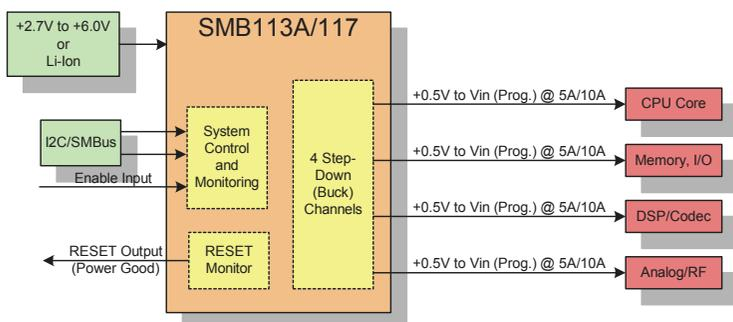 +2.7V to +6.0V
or
Li-Ion
SMB113A/117
I2C/SMBus
Enable Input
System
Control
and
Monitoring
RESET Output
(Power Good)
RESET
Monitor
4 Step-
Down
(Buck)
Channels
+0.5V to Vin (Prog.) @ 5A/10A
CPU Core
+0.5V to Vin (Prog.) @ 5A/10A
Memory, I/O
+0.5V to Vin (Prog.) @ 5A/10A
DSP/Codec
+0.5V to Vin (Prog.) @ 5A/10A
Analog/RF